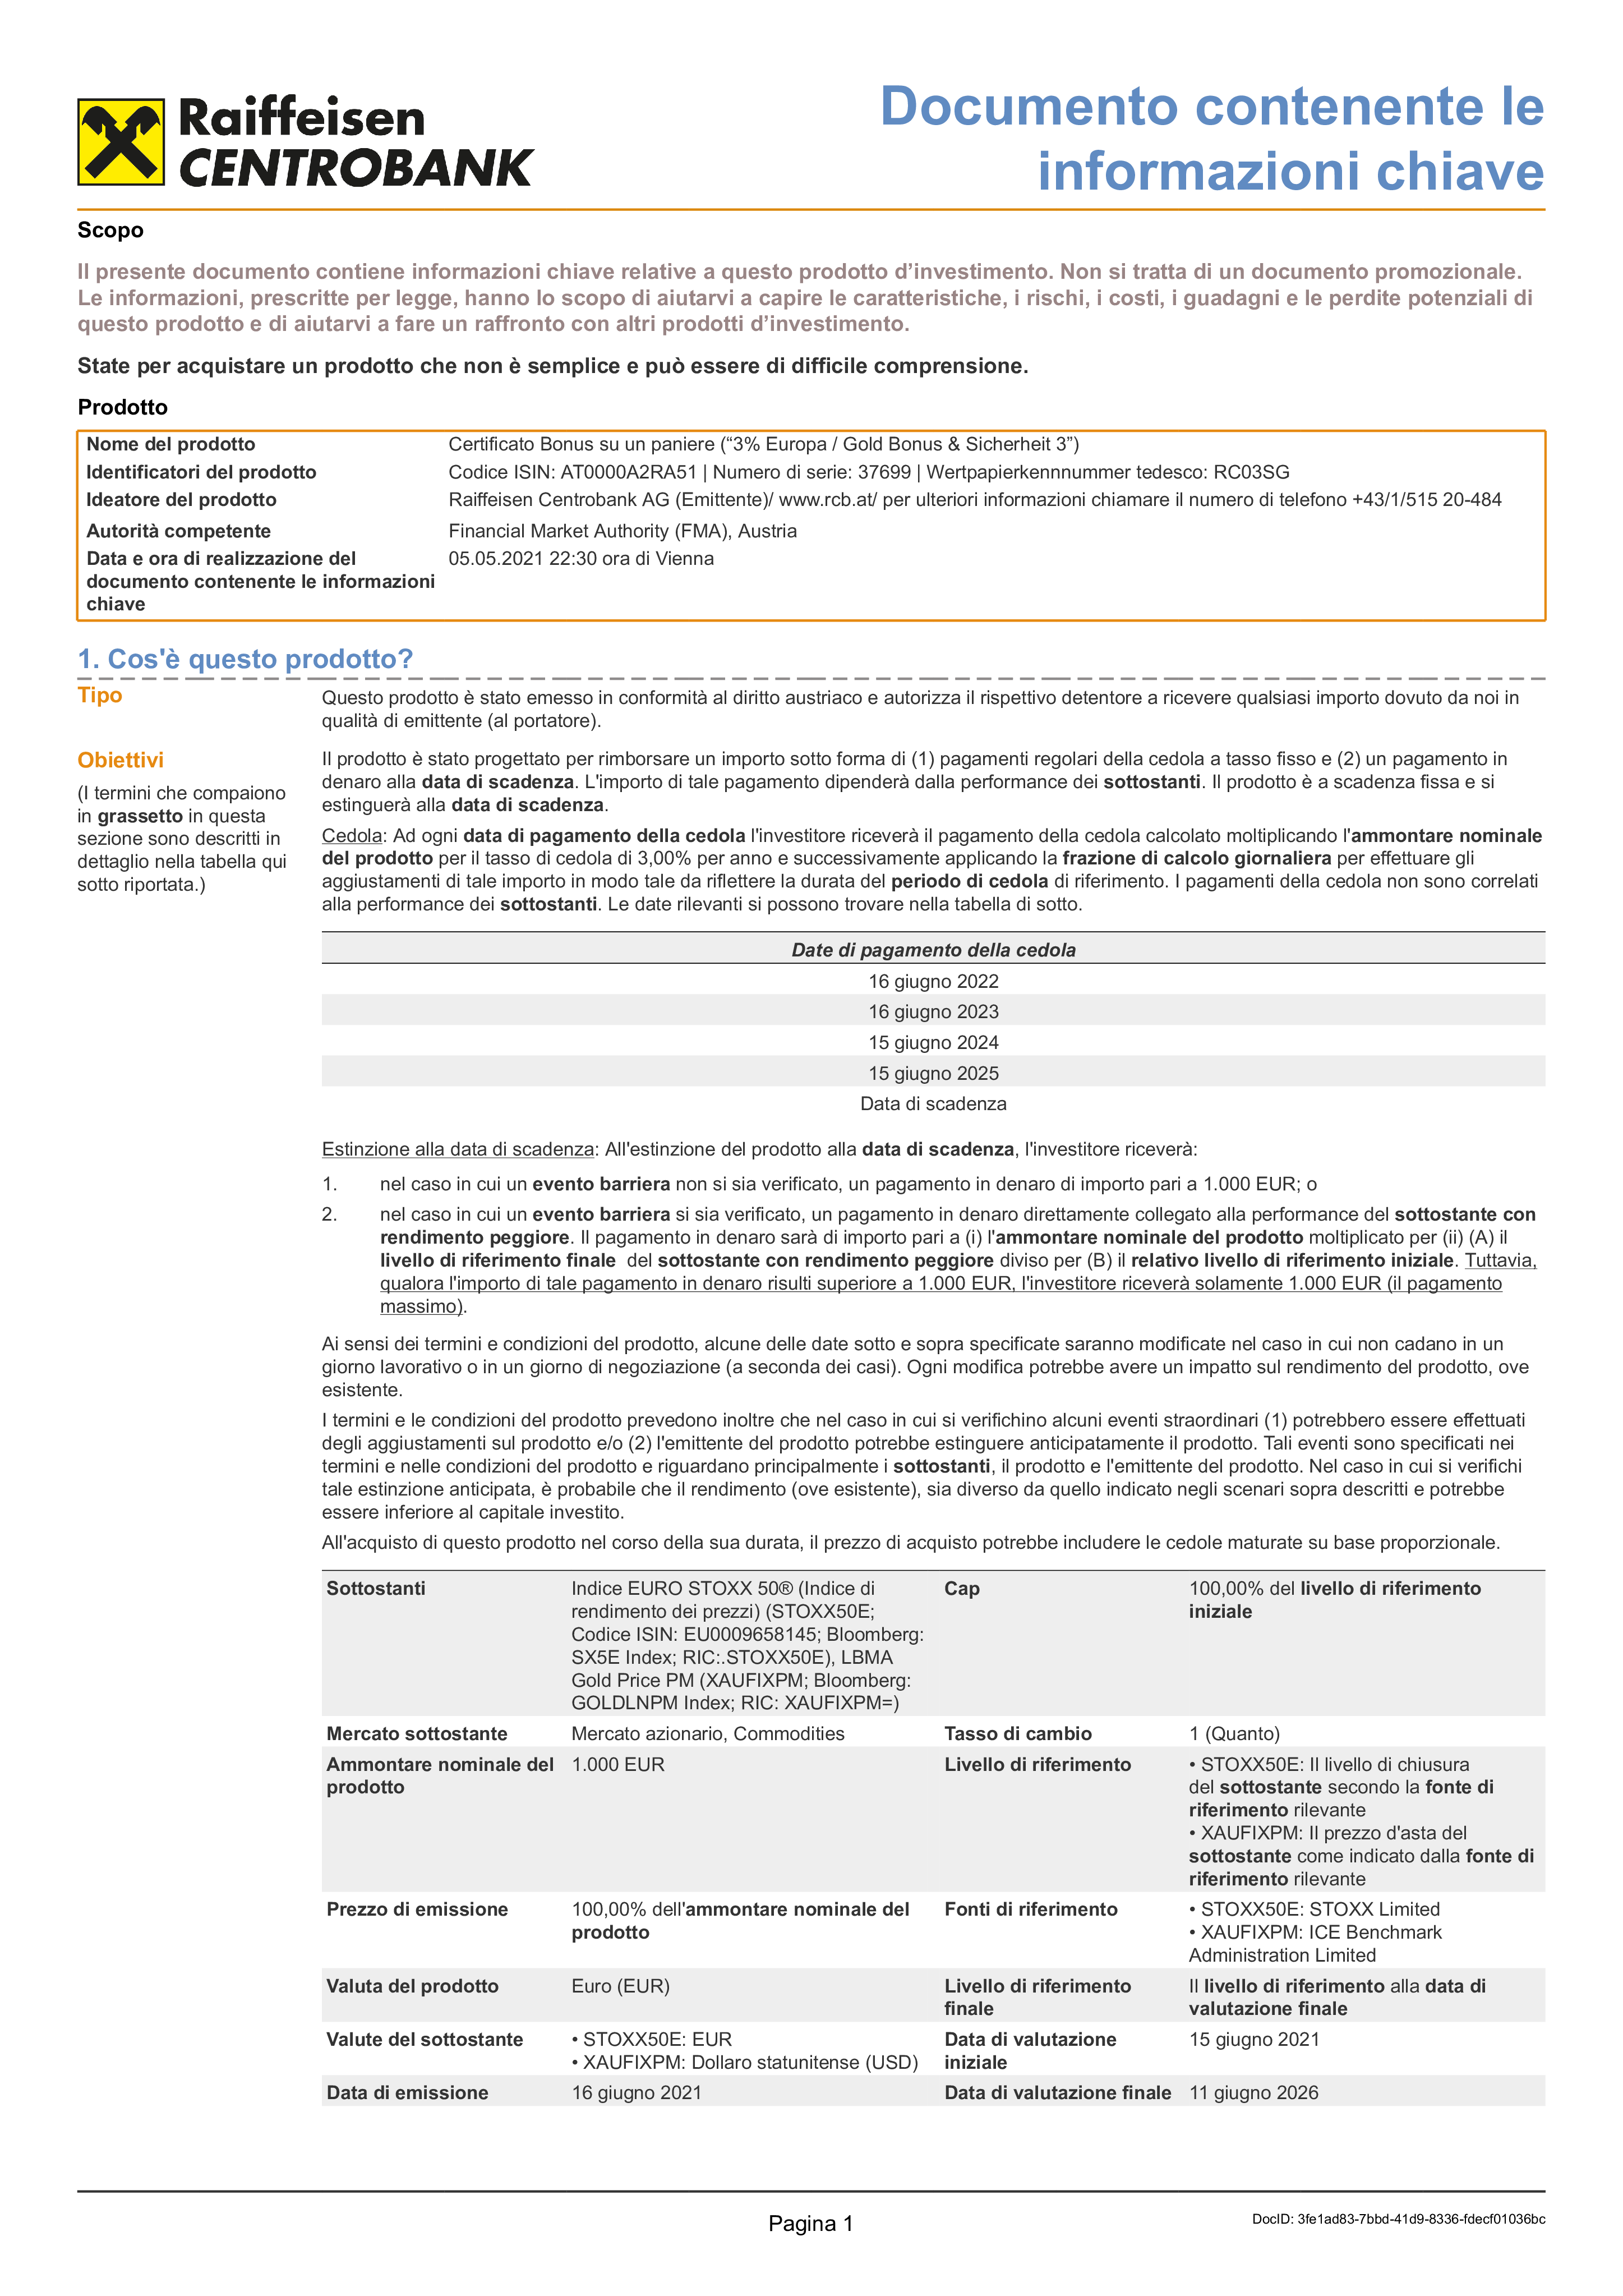 Raiffeisen
CENTROBANK
Documento contenente le
informazioni chiave
Scopo
Il presente documento contiene informazioni chiave relative a questo prodotto d’investimento. Non si tratta di un documento promozionale.
Le informazioni, prescritte per legge, hanno lo scopo di aiutarvi a capire le caratteristiche, i rischi, i costi, i guadagni e le perdite potenziali di
questo prodotto e di aiutarvi a fare un raffronto con altri prodotti d’investimento.
State per acquistare un prodotto che non è semplice e può essere di difficile comprensione.
Prodotto
Nome del prodotto Certificato Bonus su un paniere (“3% Europa / Gold Bonus & Sicherheit 3”)
Identificatori del prodotto Codice ISIN: AT0000A2RA51 | Numero di serie: 37699 | Wertpapierkennnummer tedesco: RC03SG
Ideatore del prodotto Raiffeisen Centrobank AG (Emittente)/ www.rcb.at/ per ulteriori informazioni chiamare il numero di telefono +43/1/515 20-484
Autorità competente Financial Market Authority (FMA), Austria
Data e ora di realizzazione del 05.05.2021 22:30 ora di Vienna
documento contenente le informazioni
chiave
1. Cos'è questo prodotto?
Tipo
Questo prodotto è stato emesso in conformità al diritto austriaco e autorizza il rispettivo detentore a ricevere qualsiasi importo dovuto da noi in
qualità di emittente (al portatore).
Obiettivi
(I termini che compaiono
in grassetto in questa
sezione sono descritti in
dettaglio nella tabella qui
sotto riportata.)
Il prodotto è stato progettato per rimborsare un importo sotto forma di (1) pagamenti regolari della cedola a tasso fisso e (2) un pagamento in
denaro alla data di scadenza. L'importo di tale pagamento dipenderà dalla performance dei sottostanti. Il prodotto è a scadenza fissa e si
estinguerà alla data di scadenza.
Cedola: Ad ogni data di pagamento della cedola l'investitore riceverà il pagamento della cedola calcolato moltiplicando l'ammontare nominale
del prodotto per il tasso di cedola di 3,00% per anno e successivamente applicando la frazione di calcolo giornaliera per effettuare gli
aggiustamenti di tale importo in modo tale da riflettere la durata del periodo di cedola di riferimento. I pagamenti della cedola non sono correlati
alla performance dei sottostanti. Le date rilevanti si possono trovare nella tabella di sotto.
Date di pagamento della cedola
16 giugno 2022
16 giugno 2023
15 giugno 2024
15 giugno 2025
Data di scadenza
Estinzione alla data di scadenza: All'estinzione del prodotto alla data di scadenza, l'investitore riceverà:
1. nel caso in cui un evento barriera non si sia verificato, un pagamento in denaro di importo pari a 1.000 EUR; o
2. nel caso in cui un evento barriera si sia verificato, un pagamento in denaro direttamente collegato alla performance del sottostante con
rendimento peggiore. Il pagamento in denaro sarà di importo pari a (i) l'ammontare nominale del prodotto moltiplicato per (ii) (A) il
livello di riferimento finale del sottostante con rendimento peggiore diviso per (B) il relativo livello di riferimento iniziale. Tuttavia,
qualora l'importo di tale pagamento in denaro risulti superiore a 1.000 EUR, l'investitore riceverà solamente 1.000 EUR (il pagamento
massimo).
Ai sensi dei termini e condizioni del prodotto, alcune delle date sotto e sopra specificate saranno modificate nel caso in cui non cadano in un
giorno lavorativo o in un giorno di negoziazione (a seconda dei casi). Ogni modifica potrebbe avere un impatto sul rendimento del prodotto, ove
esistente.
I termini e le condizioni del prodotto prevedono inoltre che nel caso in cui si verifichino alcuni eventi straordinari (1) potrebbero essere effettuati
degli aggiustamenti sul prodotto e/o (2) l'emittente del prodotto potrebbe estinguere anticipatamente il prodotto. Tali eventi sono specificati nei
termini e nelle condizioni del prodotto e riguardano principalmente i sottostanti, il prodotto e l'emittente del prodotto. Nel caso in cui si verifichi
tale estinzione anticipata, è probabile che il rendimento (ove esistente), sia diverso da quello indicato negli scenari sopra descritti e potrebbe
essere inferiore al capitale investito.
All'acquisto di questo prodotto nel corso della sua durata, il prezzo di acquisto potrebbe includere le cedole maturate su base proporzionale.
Sottostanti Indice EURO STOXX 50® (Indice di Cap 100,00% del livello di riferimento
rendimento dei prezzi) (STOXX50E; iniziale
Codice ISIN: EU0009658145; Bloomberg:
SX5E Index; RIC:.STOXX50E), LBMA
Gold Price PM (XAUFIXPM; Bloomberg:
GOLDLNPM Index; RIC: XAUFIXPM=)
Mercato sottostante Mercato azionario, Commodities Tasso di cambio 1 (Quanto)
Ammontare nominale del 1.000 EUR Livello di riferimento • STOXX50E: Il livello di chiusura
prodotto del sottostante secondo la fonte di
riferimento rilevante
• XAUFIXPM: Il prezzo d'asta del
sottostante come indicato dalla fonte di
riferimento rilevante
Prezzo di emissione 100,00% dell'ammontare nominale del Fonti di riferimento • STOXX50E: STOXX Limited
prodotto • XAUFIXPM: ICE Benchmark
Administration Limited
Valuta del prodotto Euro (EUR) Livello di riferimento Il livello di riferimento alla data di
finale valutazione finale
Valute del sottostante • STOXX50E: EUR Data di valutazione 15 giugno 2021
• XAUFIXPM: Dollaro statunitense (USD) iniziale
Data di emissione 16 giugno 2021 Data di valutazione finale 11 giugno 2026
Pagina 1
DocID: 3fe1ad83-7bbd-41d9-8336-fdecf01036bc